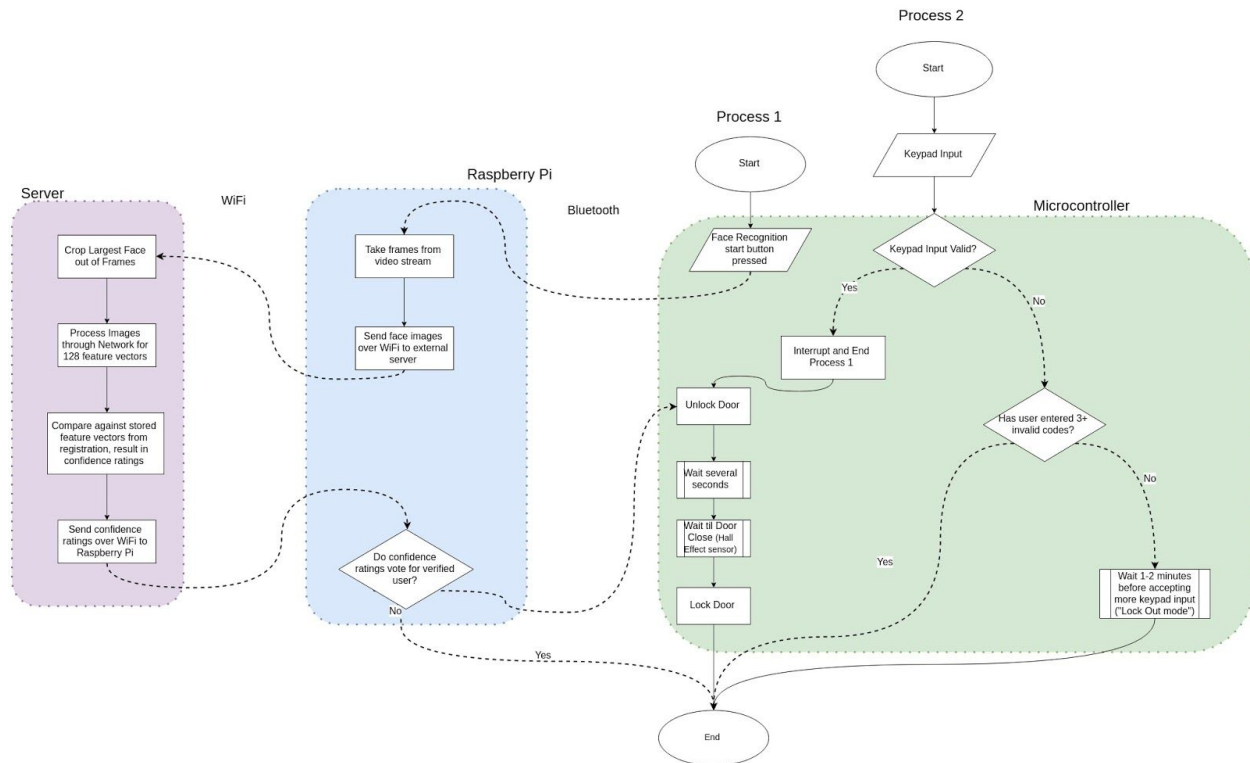 Process 2
Start
Process 1
Keypad Input
Start
Raspberry Pi
Server
WiFi
Bluetooth
Microcontroller
Crop Largest Face
out of Frames
Take frames from
video stream
Face Recognition
start button
pressed
Keypad Input Valid?
Yes
No
Process Images
through Network for
128 feature vectors
Send face images
over WiFi to external
server
Interrupt and End
Process 1
Unlock Door
Has user entered 3+
invalid codes?
Compare against stored
feature vectors from
registration, result in
confidence ratings
Wait several
seconds
No
Send confidence
ratings over WiFi to
Raspberry Pi
Wait til Door
Close (Hall
Effect sensor)
Do confidence
ratings vote for verified
user?
Yes
Wait 1-2 minutes
before accepting
more keypad input
("Lock Out mode")
Lock Door
No
Yes
End